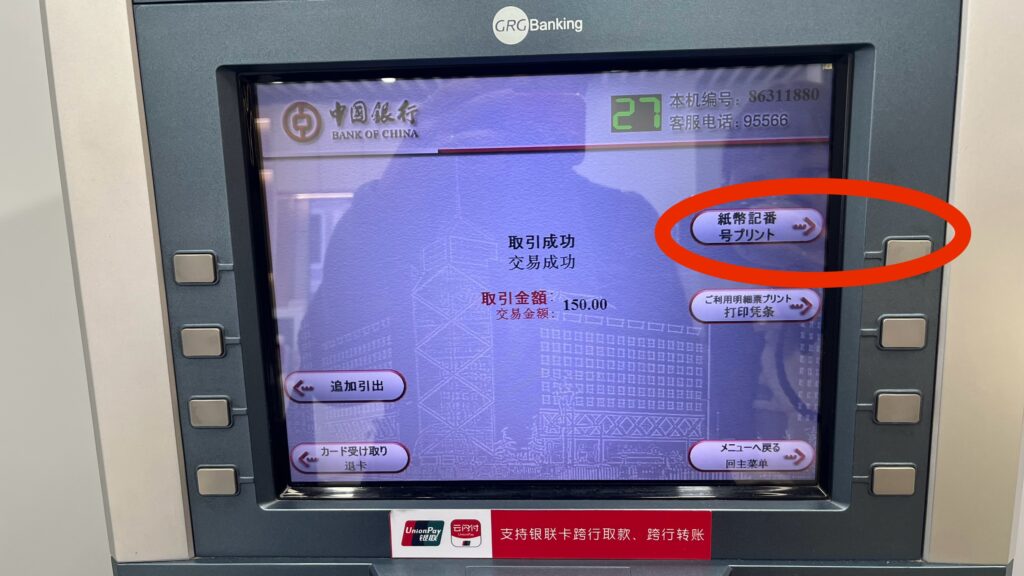 GRG Banking
中国銀行
BANK OF CHINA
27
本机编号: 86311880
客服电话: 95566
紙幣記番
号プリント
取引成功
交易成功
ご利用明細票プリント
打印凭条
取引金額:
交易金额:
150.00
追加引出
カード受け取り
退卡
メニューへ戻る
回主菜单
UnionPay
银联
云闪付
UnionPay
支持银联卡跨行取款、跨行转账